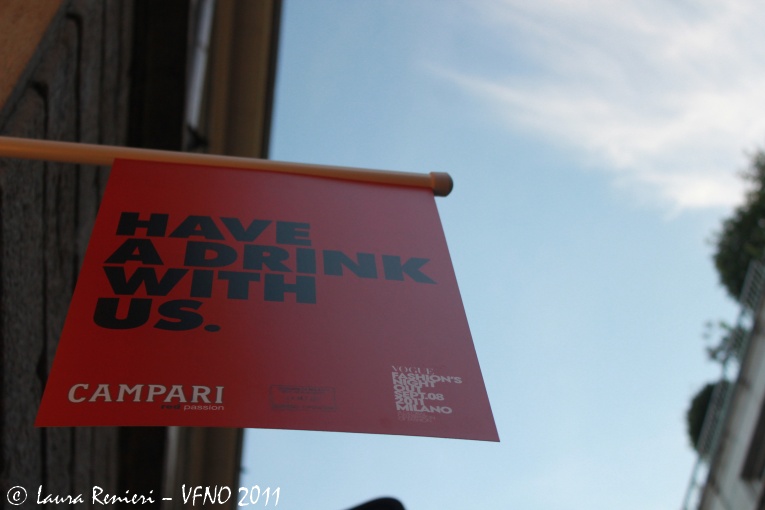 HAVE
A DRINK
WITH
US.
CAMPARI
red passion
VOGUE
FASHION'S
NIGHT
OUT
SEPT.08
2011
MILANO
© Laura Renieri – VFNO 2011